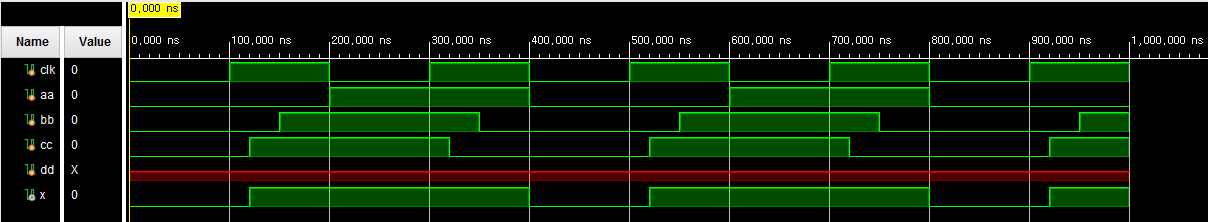 0,000 ns
Name Value 0,000 ns 100,000 ns 200,000 ns 300,000 ns 400,000 ns 500,000 ns 600,000 ns 700,000 ns 800,000 ns 900,000 ns 1,000,000 ns
clk 0
aa 0
bb 0
cc 0
dd X
x 0